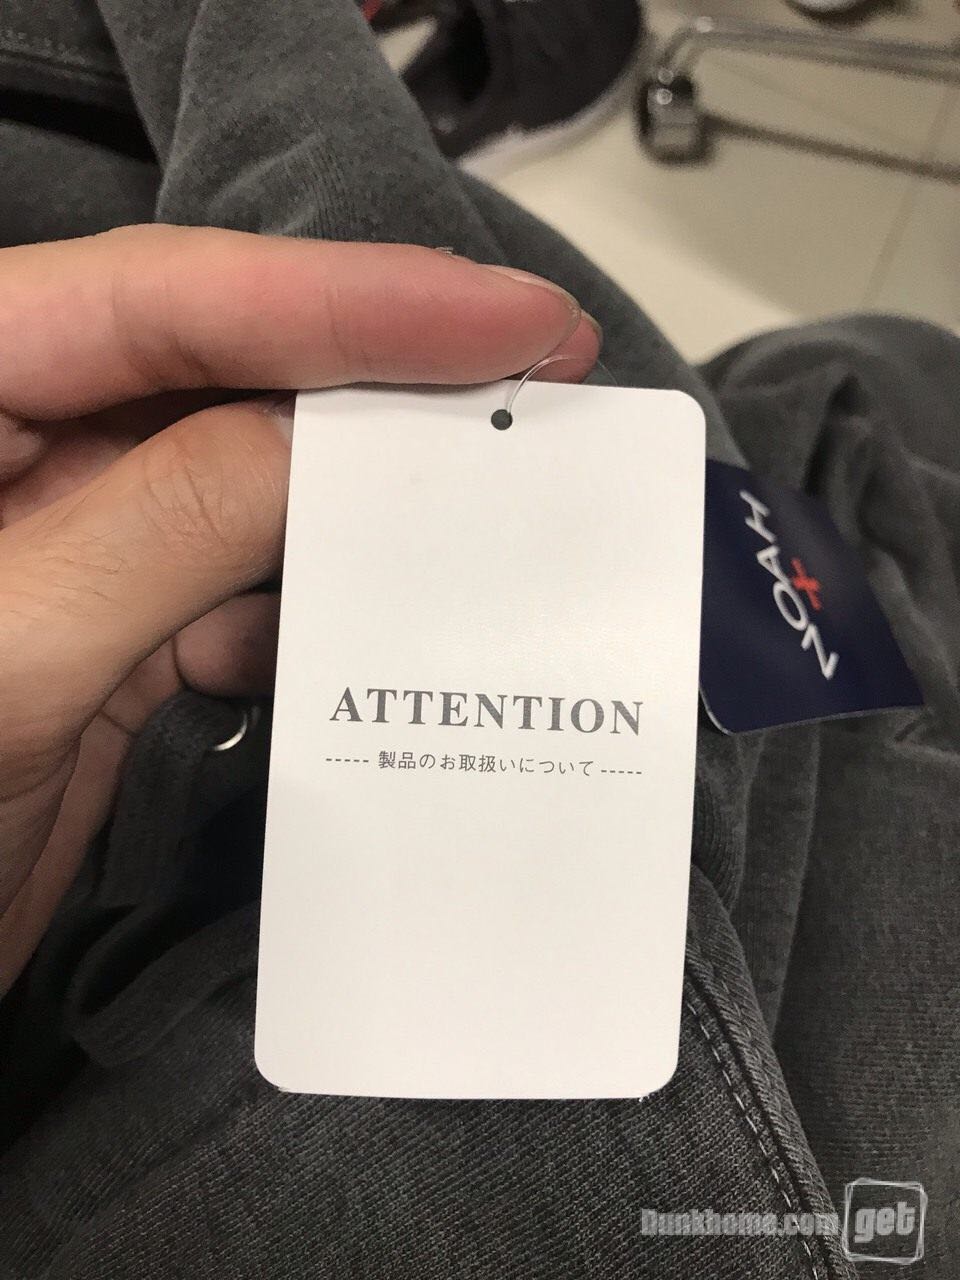 ATTENTION
----- 製品のお取扱いについて -----
NOAH
Dunkhome.com get